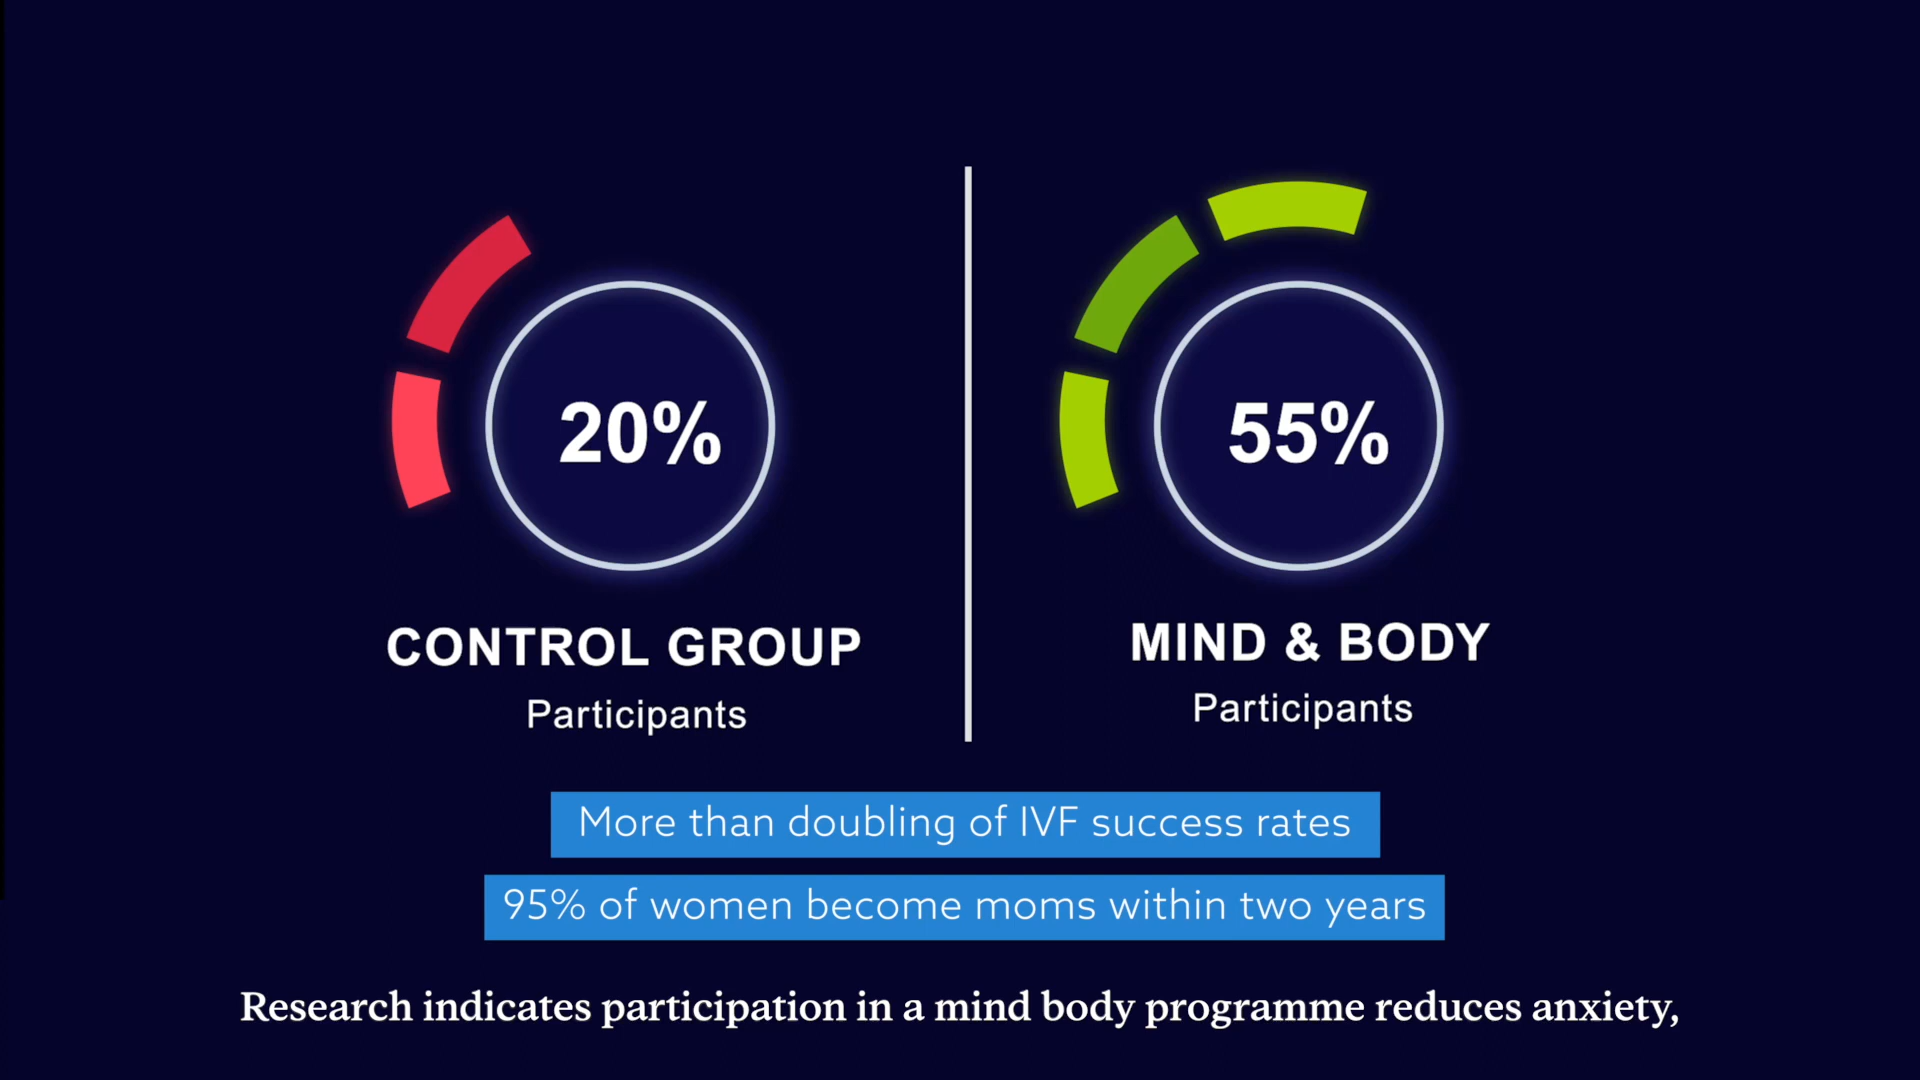 20%
55%
CONTROL GROUP
Participants
MIND & BODY
Participants
More than doubling of IVF success rates
95% of women become moms within two years
Research indicates participation in a mind body programme reduces anxiety,